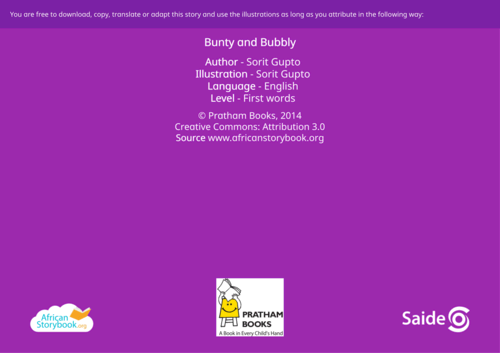 You are free to download, copy, translate or adapt this story and use the illustrations as long as you attribute in the following way:
Bunty and Bubbly
Author - Sorit Gupto
Illustration - Sorit Gupto
Language - English
Level - First words
© Pratham Books, 2014
Creative Commons: Attribution 3.0
Source www.africanstorybook.org
African
Storybook.org
PRATHAM
BOOKS
A Book in Every Child's Hand
Saide